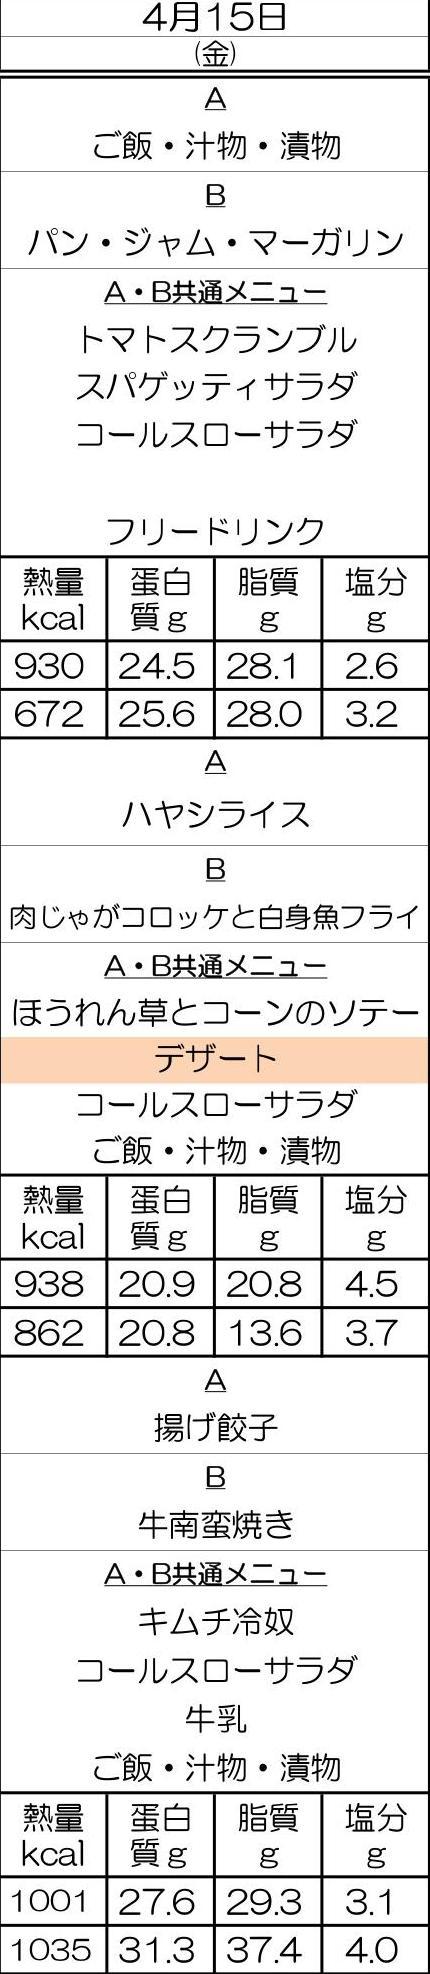 4月15日
(金)
A
ご飯・汁物・漬物
B
パン・ジャム・マーガリン
A・B共通メニュー
トマトスクランブル
スパゲッティサラダ
コールスローサラダ
フリードリンク
熱量 蛋白 脂質 塩分
kcal 質g g g
930 24.5 28.1 2.6
672 25.6 28.0 3.2
A
ハヤシライス
B
肉じゃがコロッケと白身魚フライ
A・B共通メニュー
ほうれん草とコーンのソテー
デザート
コールスローサラダ
ご飯・汁物・漬物
熱量 蛋白 脂質 塩分
kcal 質g g g
938 20.9 20.8 4.5
862 20.8 13.6 3.7
A
揚げ餃子
B
牛南蛮焼き
A・B共通メニュー
キムチ冷奴
コールスローサラダ
牛乳
ご飯・汁物・漬物
熱量 蛋白 脂質 塩分
kcal 質g g g
1001 27.6 29.3 3.1
1035 31.3 37.4 4.0